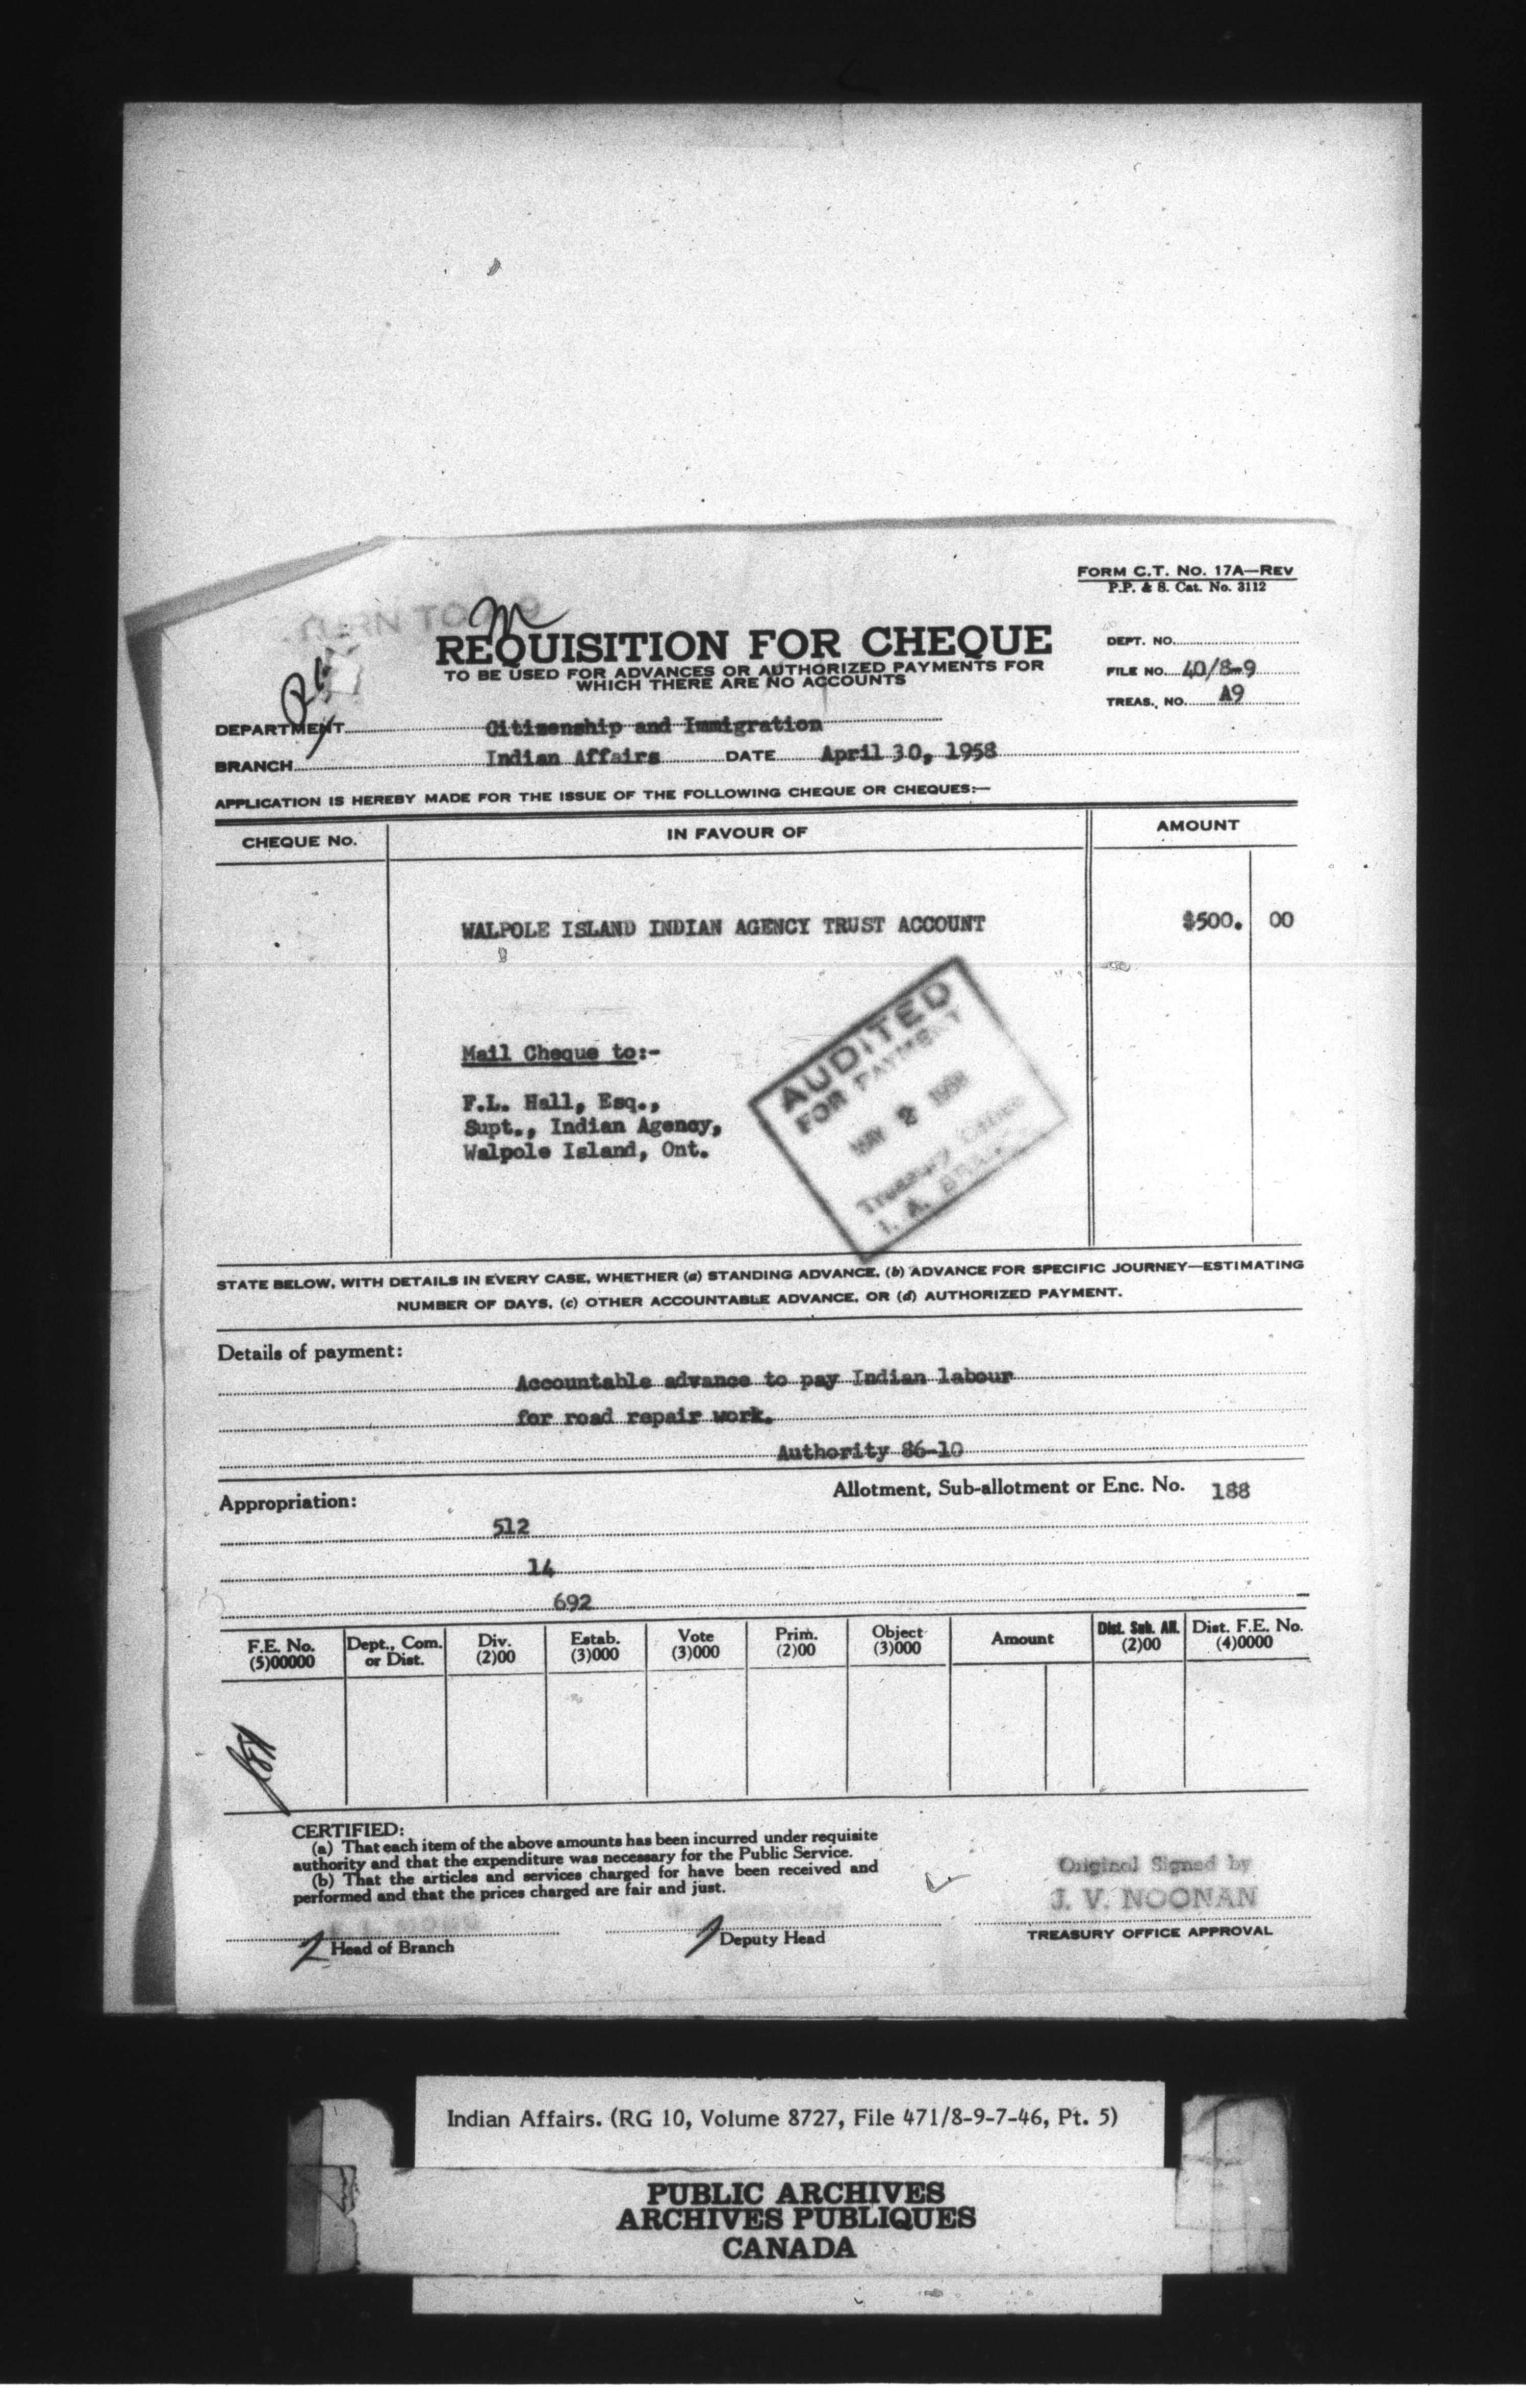 FORM C.T. NO. 17A—REV
P.P. & S. Cat. No. 3112
TURN TO
REQUISITION FOR CHEQUE
TO BE USED FOR ADVANCES OR AUTHORIZED PAYMENTS FOR
WHICH THERE ARE NO ACCOUNTS
DEPT. NO.
FILE NO. 40/8-9
TREAS. NO. A9
DEPARTMENT Citizenship and Immigration
BRANCH Indian Affairs DATE April 30, 1958
APPLICATION IS HEREBY MADE FOR THE ISSUE OF THE FOLLOWING CHEQUE OR CHEQUES:—
CHEQUE NO. IN FAVOUR OF AMOUNT
WALPOLE ISLAND INDIAN AGENCY TRUST ACCOUNT $500. 00
Mail Cheque to:-
F.L. Hall, Esq.,
Supt., Indian Agency,
Walpole Island, Ont.
AUDITED
FOR PAYMENT
MAY 2 1958
Treasury Office
I. A.
STATE BELOW, WITH DETAILS IN EVERY CASE, WHETHER (a) STANDING ADVANCE, (b) ADVANCE FOR SPECIFIC JOURNEY—ESTIMATING
NUMBER OF DAYS, (c) OTHER ACCOUNTABLE ADVANCE, OR (d) AUTHORIZED PAYMENT.
Details of payment:
Accountable advance to pay Indian labour
for road repair work.
Authority 86-10
Appropriation: Allotment, Sub-allotment or Enc. No. 188
512
14
692
F.E. No. Dept., Com. Div. Estab. Vote Prim. Object Amount Dist. Sub. All. Dist. F.E. No.
(5)00000 or Dist. (2)00 (3)000 (3)000 (2)00 (3)000 (2)00 (4)0000
CERTIFIED:
(a) That each item of the above amounts has been incurred under requisite
authority and that the expenditure was necessary for the Public Service.
(b) That the articles and services charged for have been received and
performed and that the prices charged are fair and just.
Original Signed by
J. V. NOONAN
Head of Branch Deputy Head TREASURY OFFICE APPROVAL
Indian Affairs. (RG 10, Volume 8727, File 471/8-9-7-46, Pt. 5)
PUBLIC ARCHIVES
ARCHIVES PUBLIQUES
CANADA